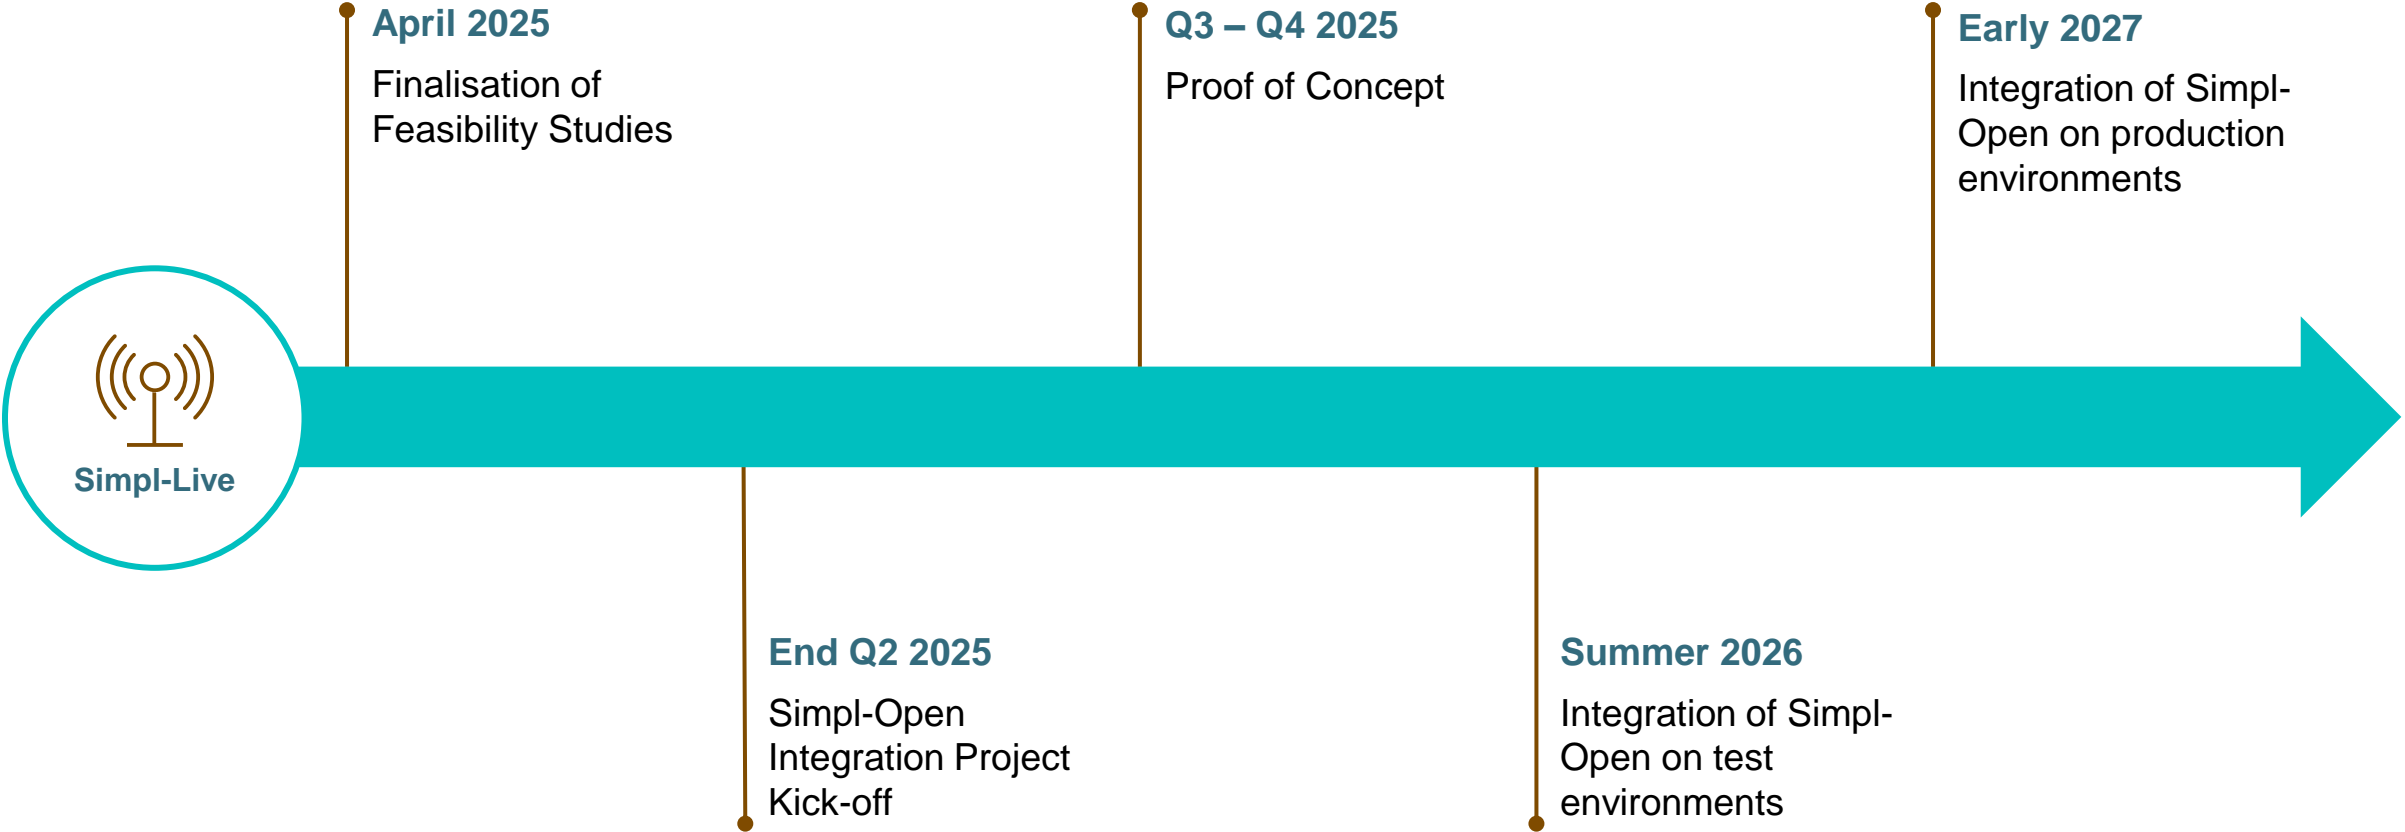 April 2025
Finalisation of
Feasibility Studies
Q3 – Q4 2025
Proof of Concept
Early 2027
Integration of Simpl-
Open on production
environments
Simpl-Live
End Q2 2025
Simpl-Open
Integration Project
Kick-off
Summer 2026
Integration of Simpl-
Open on test
environments